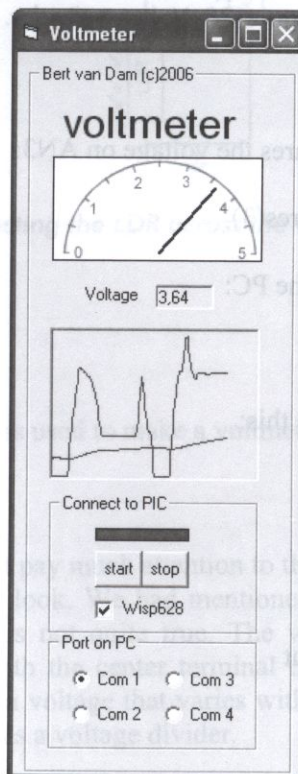 Voltmeter
Bert van Dam (c)2006
voltmeter
0 1 2 3 4 5
Voltage 3,64
Connect to PIC
start stop
Wisp628
Port on PC
Com 1 Com 3
Com 2 Com 4